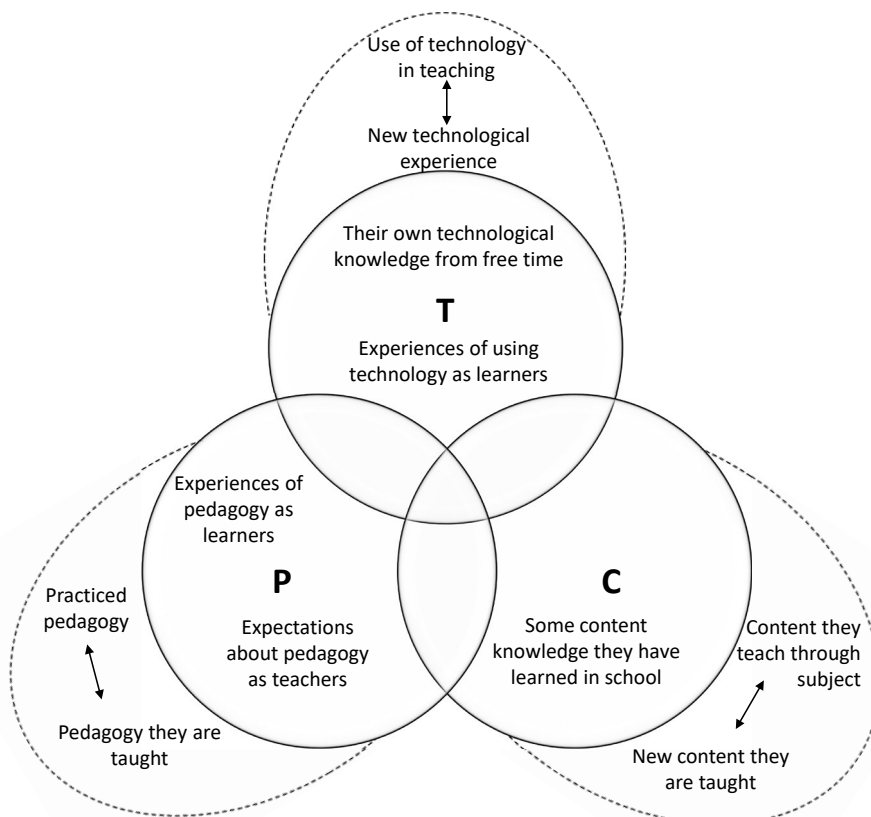 Use of technology
in teaching
New technological
experience
Their own technological
knowledge from free time
T
Experiences of using
technology as learners
Experiences of
pedagogy as
learners
P
Expectations
about pedagogy
as teachers
Practiced
pedagogy
Pedagogy they are
taught
C
Some content
knowledge they have
learned in school
Content they
teach through
subject
New content they
are taught